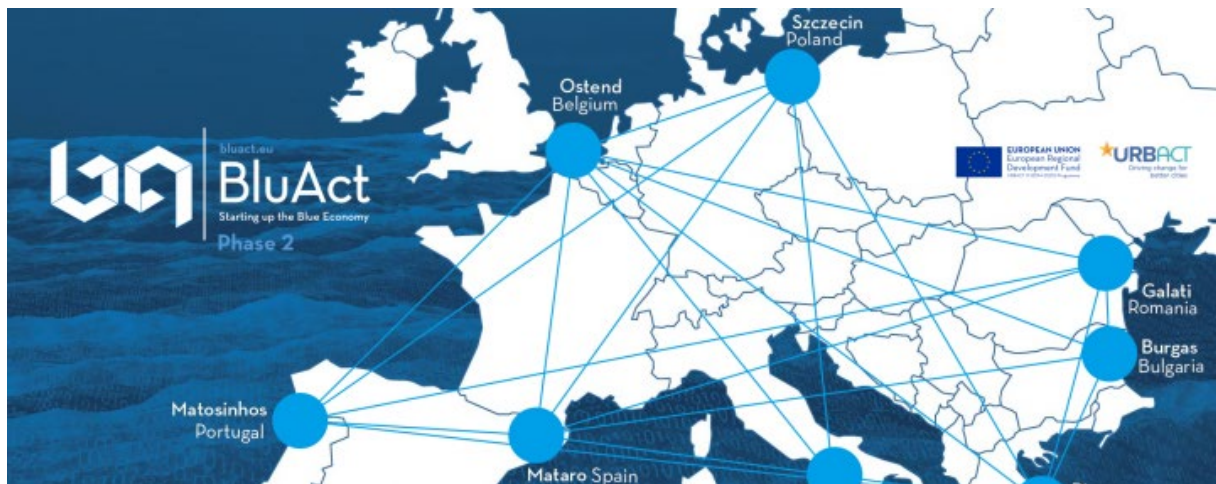 Szczecin
Poland
Ostend
Belgium
bluact.eu
BluAct
Starting up the Blue Economy
Phase 2
EUROPEAN UNION
European Regional
Development Fund
URBACT
Driving change for
better cities
Galati
Romania
Burgas
Bulgaria
Matosinhos
Portugal
Mataro Spain